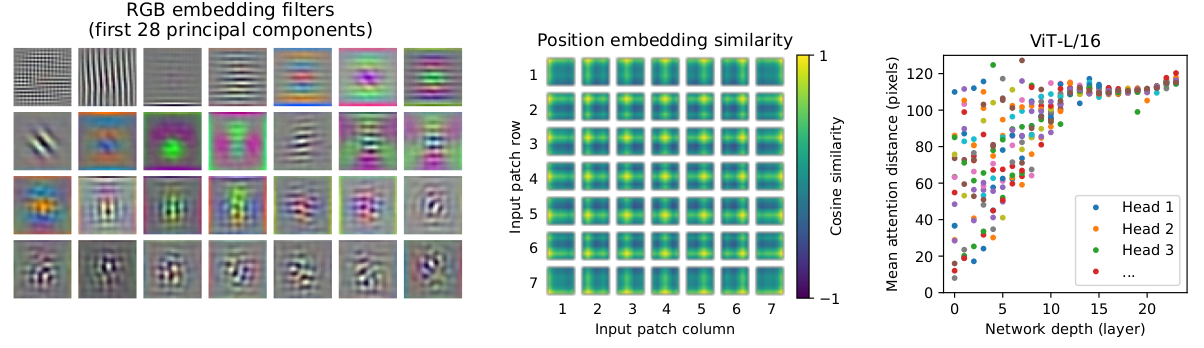 RGB embedding filters
(first 28 principal components)
Position embedding similarity
Input patch row
1
2
3
4
5
6
7
1 2 3 4 5 6 7
Input patch column
1
−1
Cosine similarity
ViT-L/16
Mean attention distance (pixels)
120
100
80
60
40
20
0
Head 1
Head 2
Head 3
...
0 5 10 15 20
Network depth (layer)